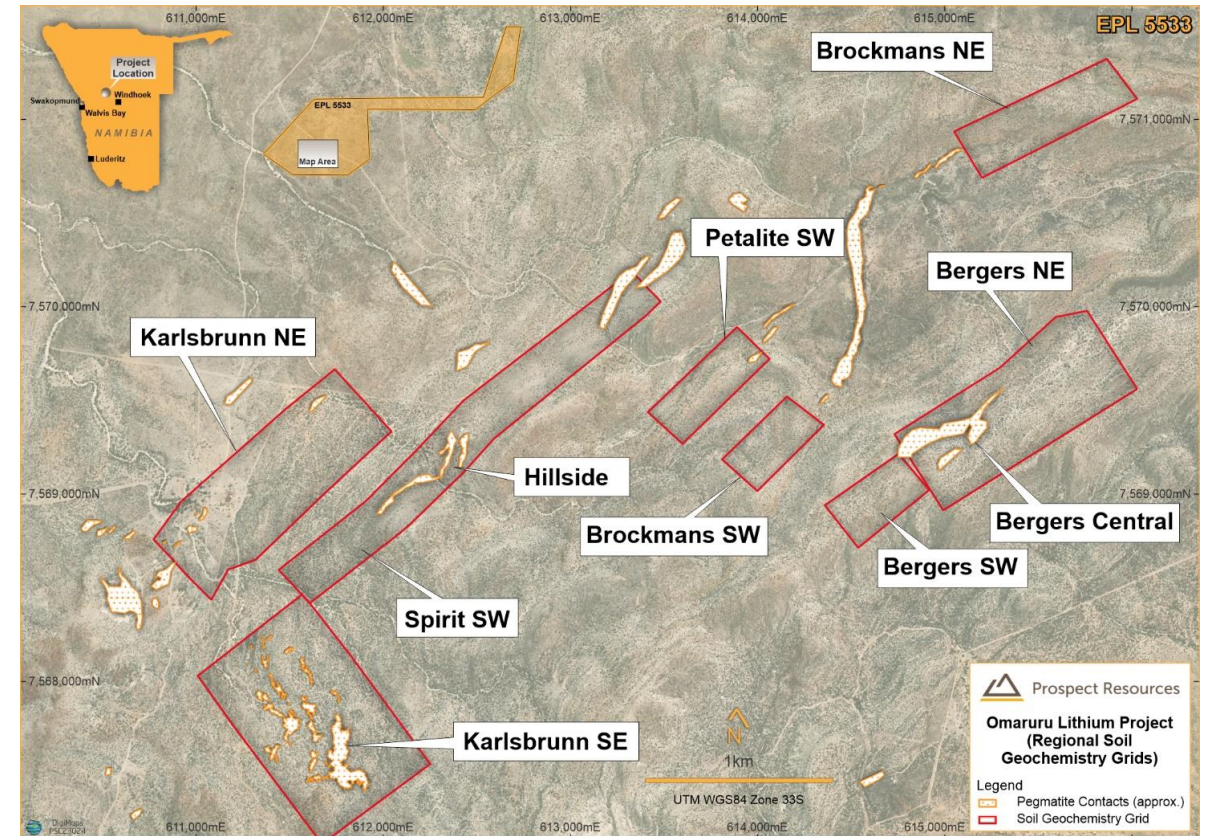 611,000mE
612,000mE
613,000mE
614,000mE
615,000mE
EPL 5533
Project
Location
Swakopmund
Windhoek
Walvis Bay
NAMIBIA
Luderitz
EPL 5533
Map Area
Brockmans NE
7,571,000mN
Petalite SW
Bergers NE
7,570,000mN
7,570,000mN
Karlsbrunn NE
Hillside
7,569,000mN
7,569,000mN
Brockmans SW
Bergers Central
Bergers SW
Spirit SW
7,568,000mN
Karlsbrunn SE
N
1km
UTM WGS84 Zone 33S
Prospect Resources
Omaruru Lithium Project
(Regional Soil
Geochemistry Grids)
Legend
Pegmatite Contacts (approx.)
Soil Geochemistry Grid
DigiMaps
611,000mE
612,000mE
613,000mE
614,000mE
615,000mE